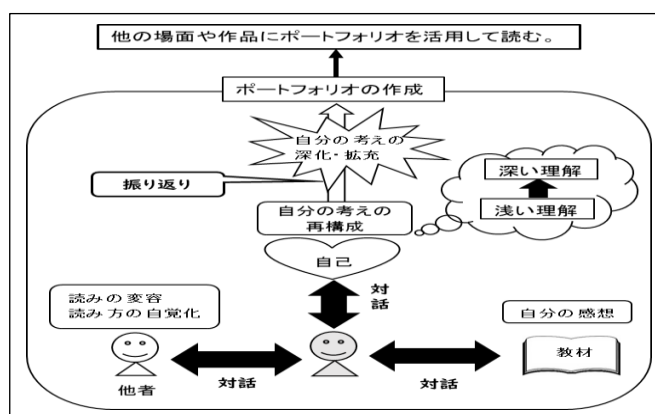 他の場面や作品にポートフォリオを活用して読む。
ポートフォリオの作成
自分の考えの
深化・拡充
振り返り
深い理解
浅い理解
自分の考えの
再構成
自己
対話
読みの変容
読み方の自覚化
自分の感想
教材
他者
対話
対話